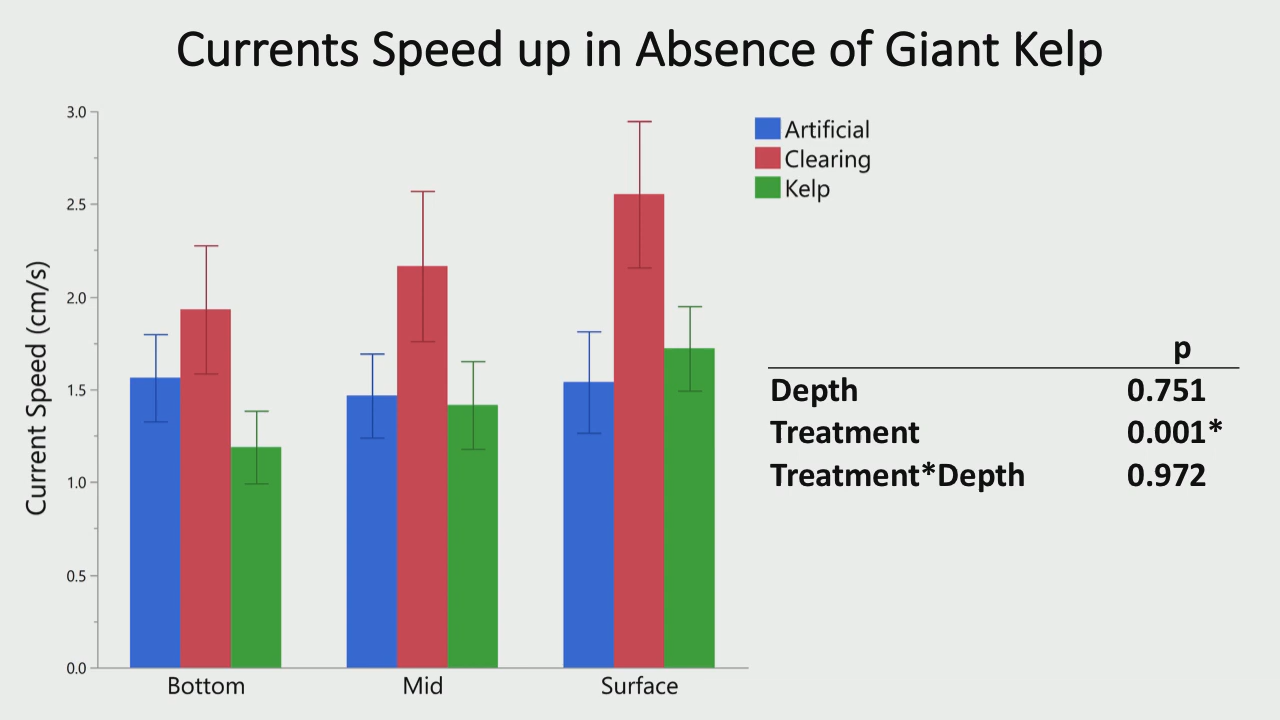 Currents Speed up in Absence of Giant Kelp
Current Speed (cm/s)
3.0
2.5
2.0
1.5
1.0
0.5
0.0
Bottom Mid Surface
Artificial
Clearing
Kelp
p
Depth 0.751
Treatment 0.001*
Treatment*Depth 0.972